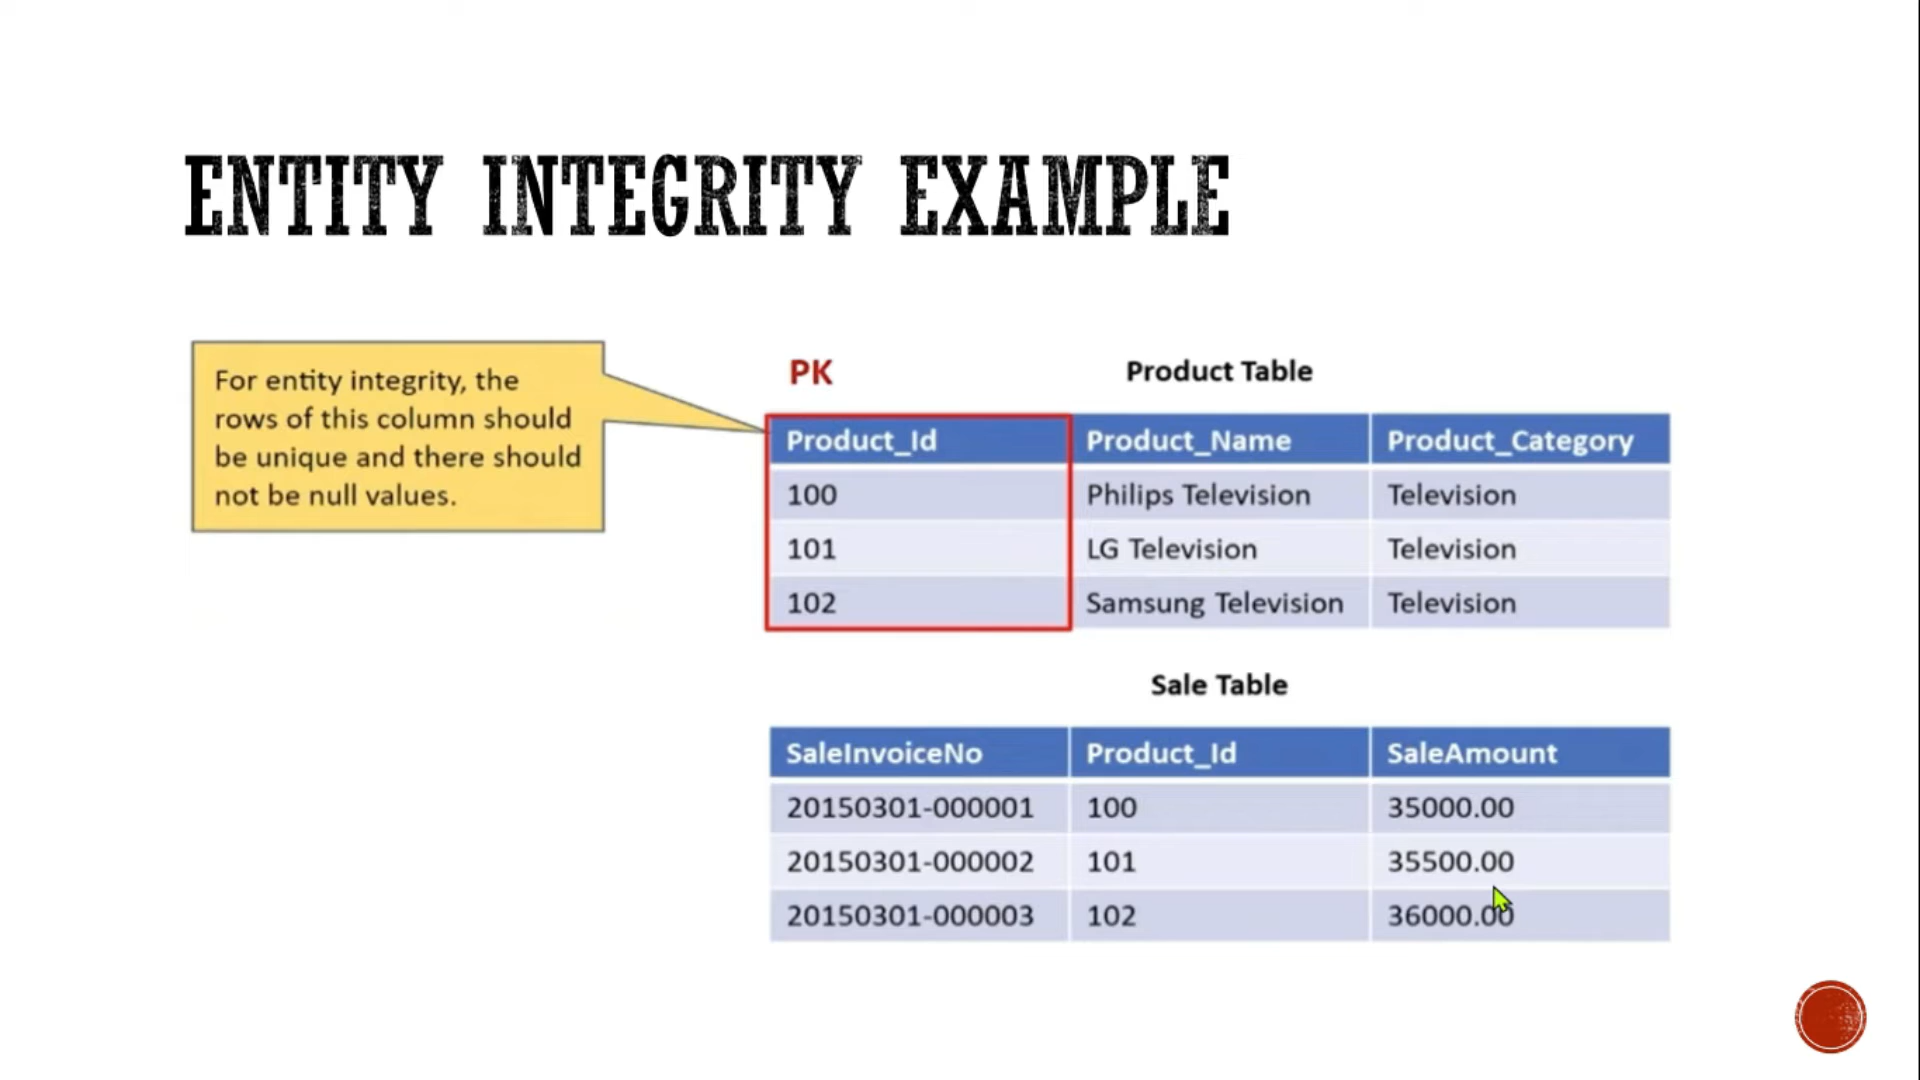 ENTITY INTEGRITY EXAMPLE
For entity integrity, the
rows of this column should
be unique and there should
not be null values.
PK
Product Table
Product_Id Product_Name Product_Category
100 Philips Television Television
101 LG Television Television
102 Samsung Television Television
Sale Table
SaleInvoiceNo Product_Id SaleAmount
20150301-000001 100 35000.00
20150301-000002 101 35500.00
20150301-000003 102 36000.00